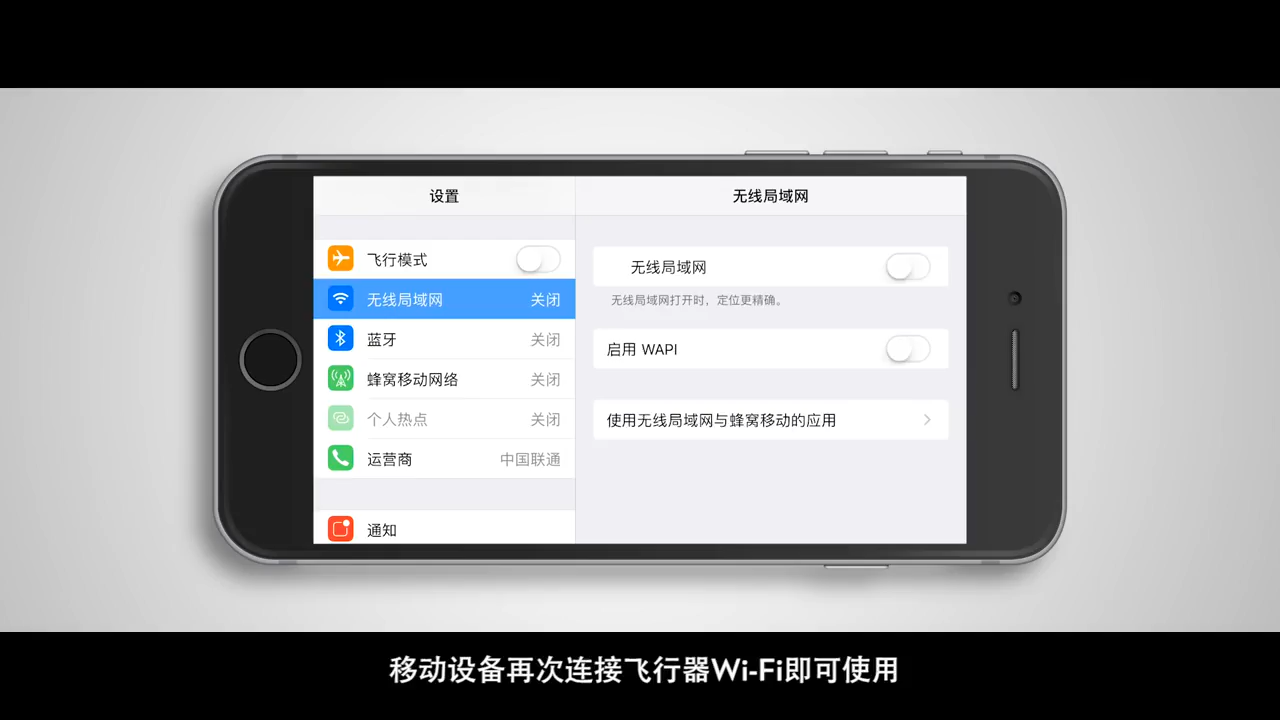 设置
无线局域网
飞行模式
无线局域网 关闭
蓝牙 关闭
蜂窝移动网络 关闭
个人热点 关闭
运营商 中国联通
通知
无线局域网
无线局域网打开时，定位更精确。
启用 WAPI
使用无线局域网与蜂窝移动的应用
移动设备再次连接飞行器Wi-Fi即可使用